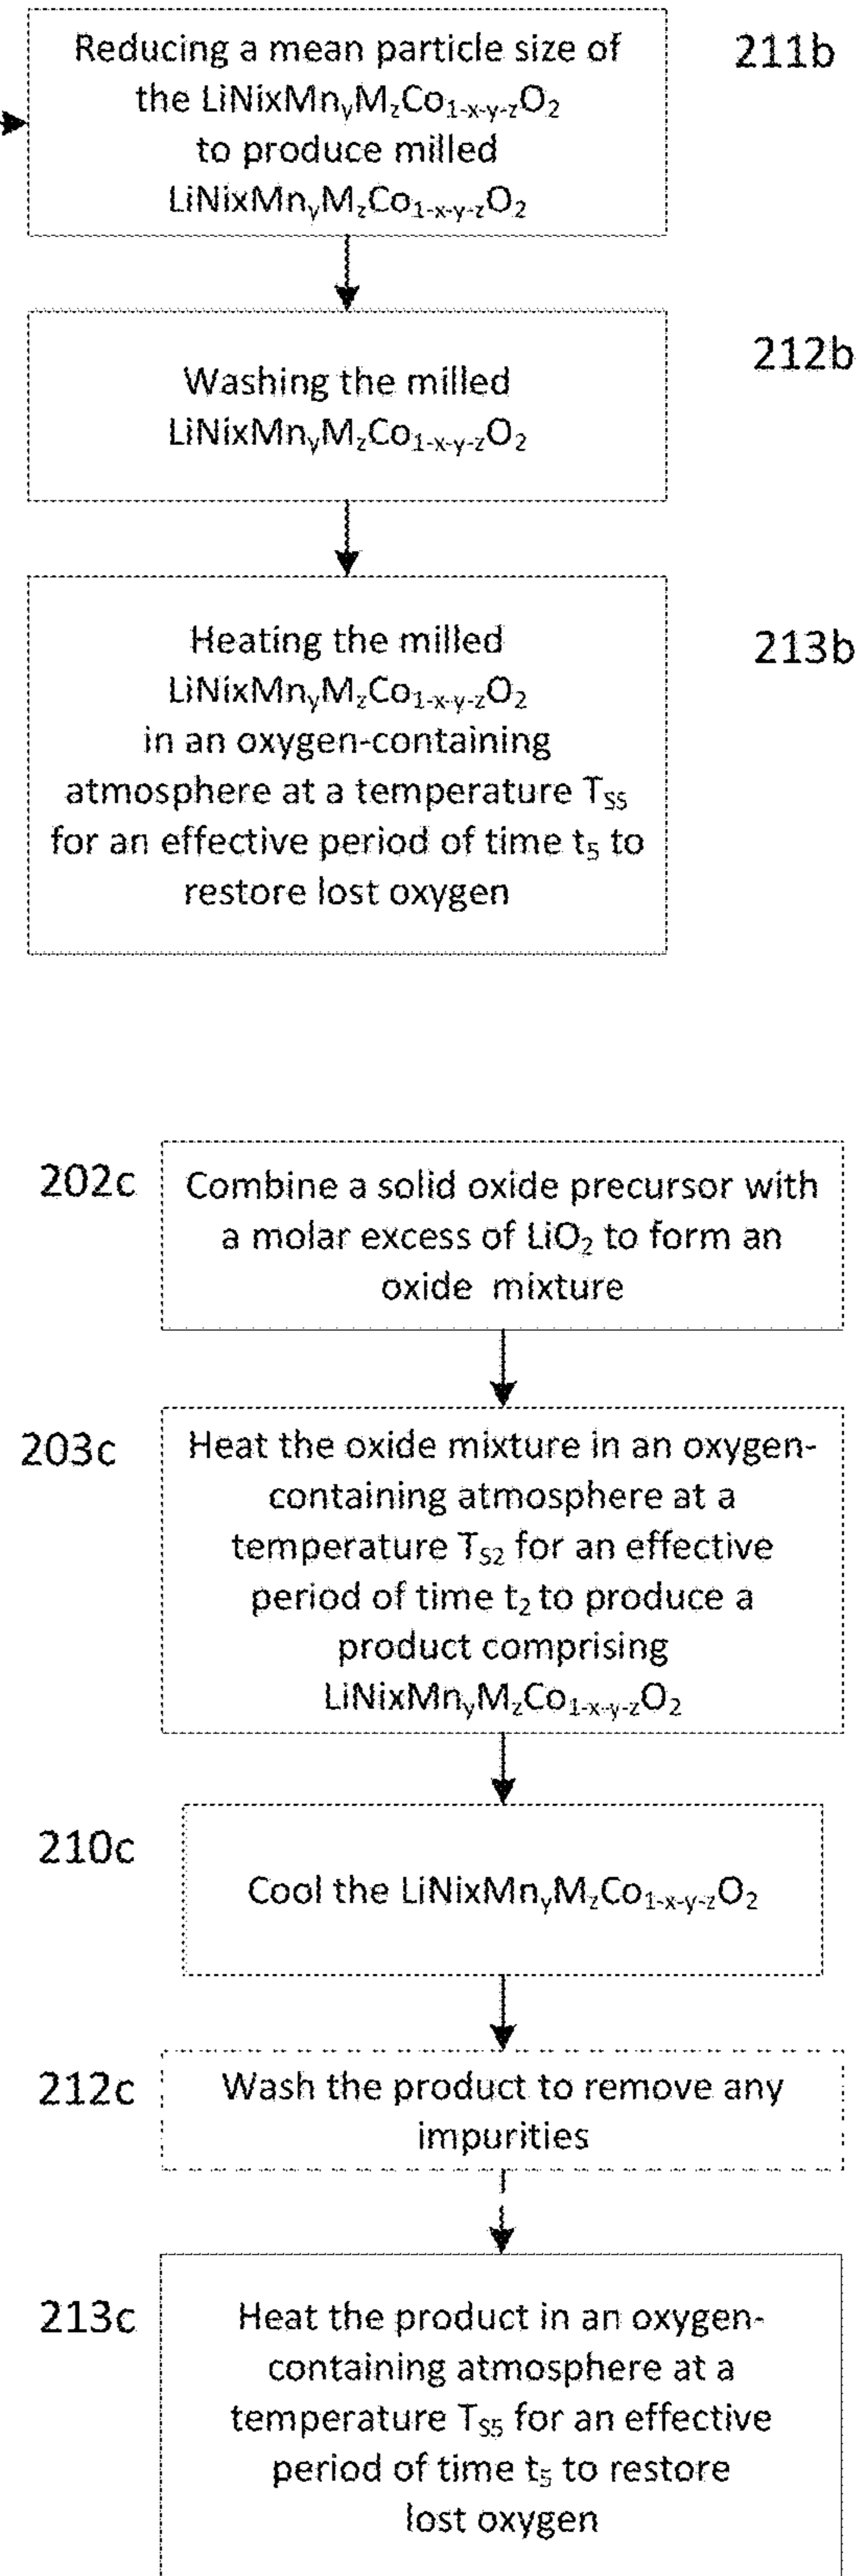 Reducing a mean particle size of
the LiNixMnyMzCo1-x-y-zO2
to produce milled
LiNixMnyMzCo1-x-y-zO2
211b
Washing the milled
LiNixMnyMzCo1-x-y-zO2
212b
Heating the milled
LiNixMnyMzCo1-x-y-zO2
in an oxygen-containing
atmosphere at a temperature TS5
for an effective period of time t5 to
restore lost oxygen
213b
202c
Combine a solid oxide precursor with
a molar excess of LiO2 to form an
oxide mixture
203c
Heat the oxide mixture in an oxygen-
containing atmosphere at a
temperature TS2 for an effective
period of time t2 to produce a
product comprising
LiNixMnyMzCo1-x-y-zO2
210c
Cool the LiNixMnyMzCo1-x-y-zO2
212c
Wash the product to remove any
impurities
213c
Heat the product in an oxygen-
containing atmosphere at a
temperature TS5 for an effective
period of time t5 to restore
lost oxygen